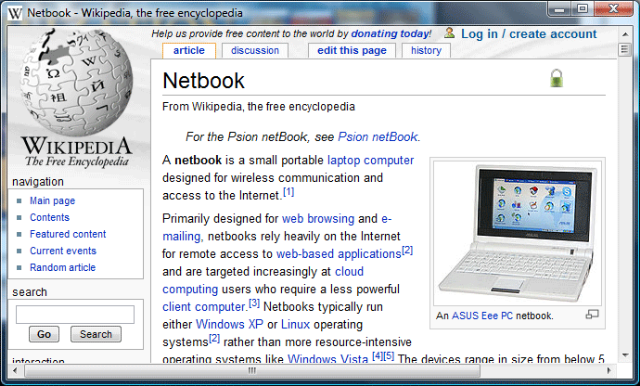 Netbook - Wikipedia, the free encyclopedia
Help us provide free content to the world by donating today!
Log in / create account
article
discussion
edit this page
history
WIKIPEDIA
The Free Encyclopedia
navigation
Main page
Contents
Featured content
Current events
Random article
search
Go
Search
interaction
Netbook
From Wikipedia, the free encyclopedia
For the Psion netBook, see Psion netBook.
A netbook is a small portable laptop computer
designed for wireless communication and
access to the Internet.[1]
Primarily designed for web browsing and e-
mailing, netbooks rely heavily on the Internet
for remote access to web-based applications[2]
and are targeted increasingly at cloud
computing users who require a less powerful
client computer.[3] Netbooks typically run
either Windows XP or Linux operating
systems[2] rather than more resource-intensive
operating systems like Windows Vista.[4][5] The devices range in size from below 5
An ASUS Eee PC netbook.